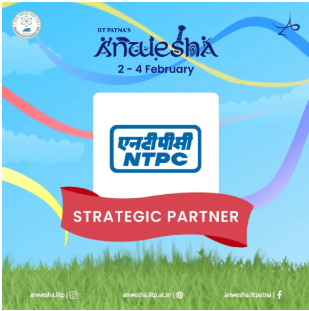 IIT PATNA'S
ANWESHA
2 - 4 February
एनटीपीसी
NTPC
STRATEGIC PARTNER
anwesha.iitp | anwesha.iitp.ac.in | anwesha.iitpatna |